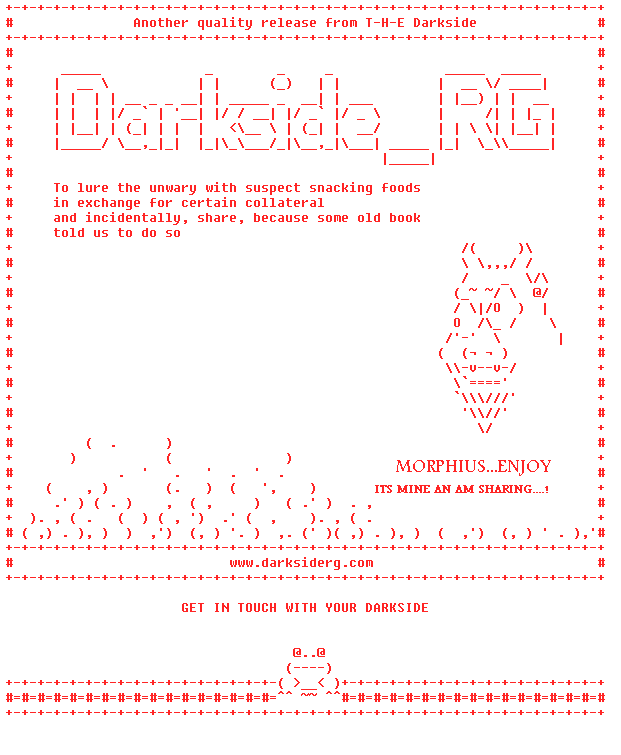 Another quality release from T-H-E Darkside
Darkside_RG
To lure the unwary with suspect snacking foods
in exchange for certain collateral
and incidentally, share, because some old book
told us to do so
MORPHIUS...ENJOY
ITS MINE AN AM SHARING....!
www.darksiderg.com
GET IN TOUCH WITH YOUR DARKSIDE